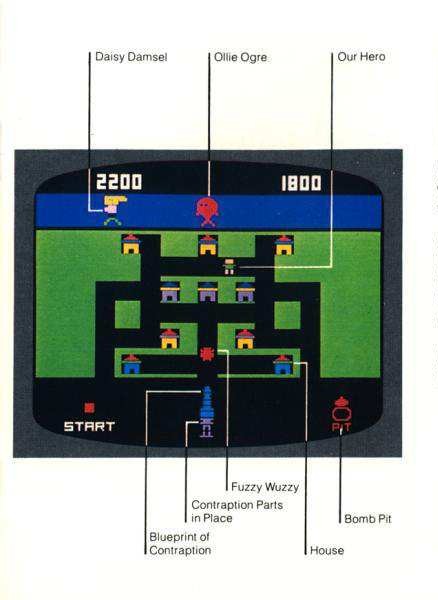 Daisy Damsel
Ollie Ogre
Our Hero
2200
1800
START
PIT
Fuzzy Wuzzy
Contraption Parts
in Place
Bomb Pit
Blueprint of
Contraption
House